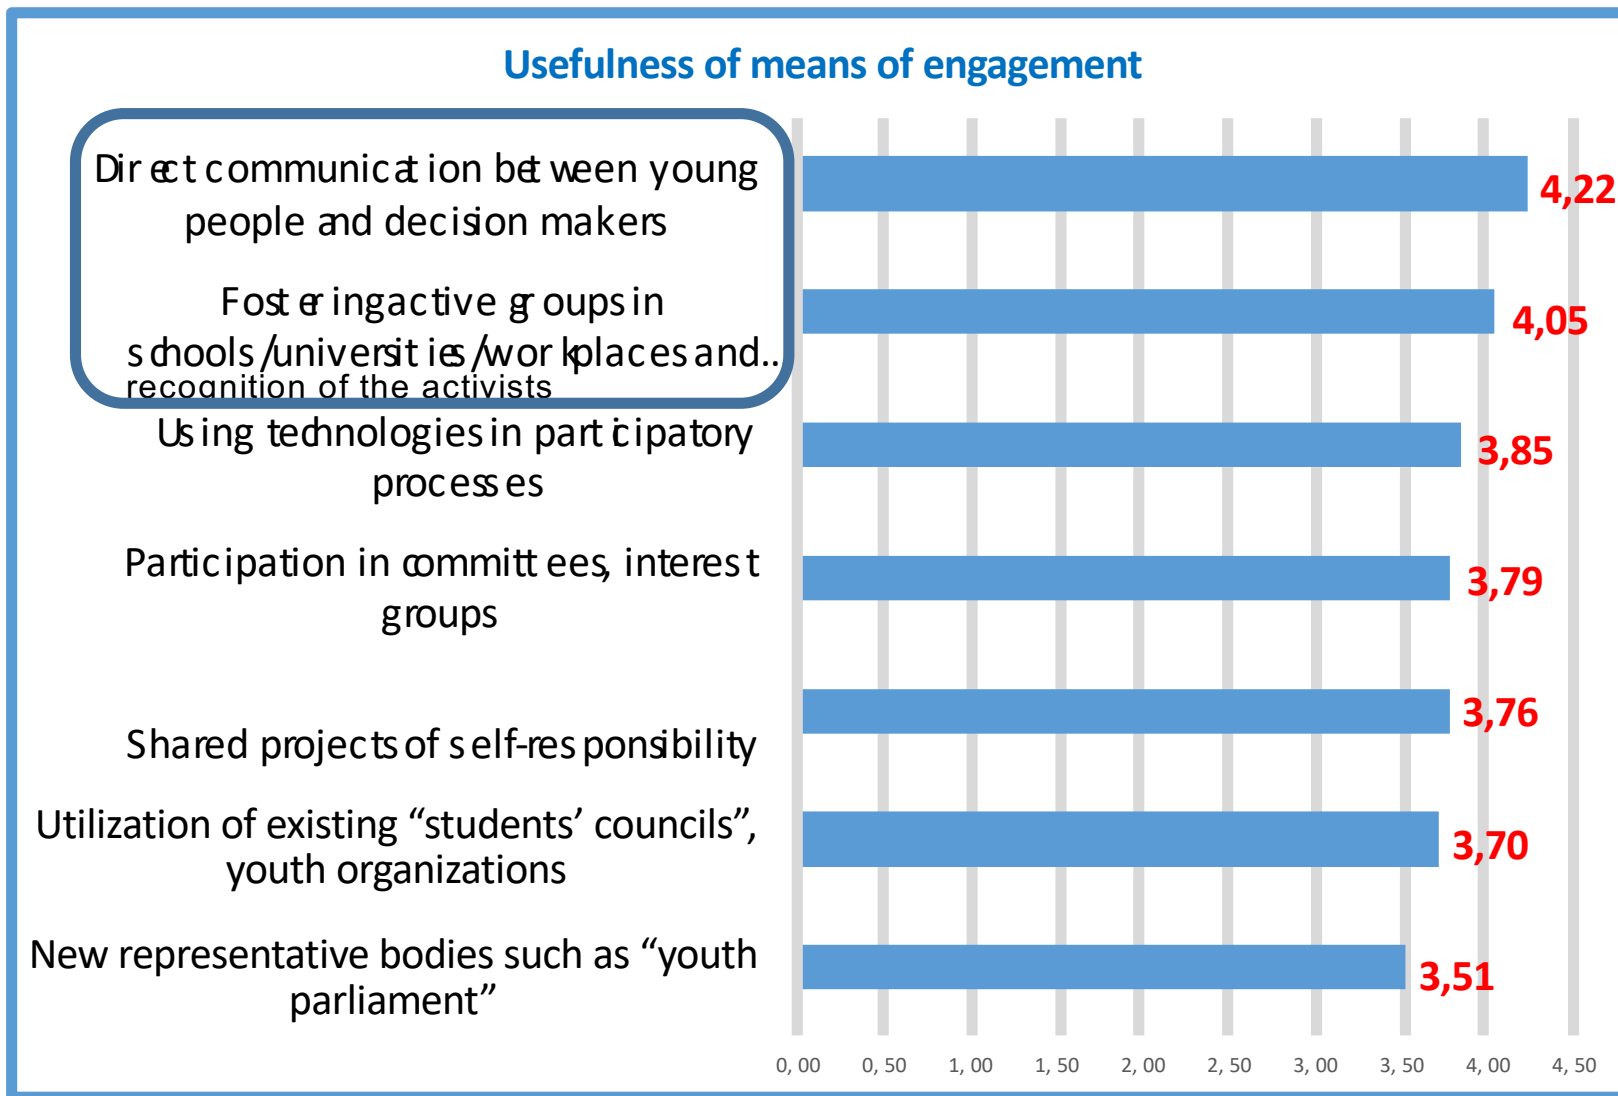 Usefulness of means of engagement
Direct communication between young
people and decision makers
4,22
Fostering active groups in
schools/universities/workplaces and...
recognition of the activists
4,05
Using technologies in participatory
processes
3,85
Participation in committees, interest
groups
3,79
Shared projects of self-responsibility
3,76
Utilization of existing “students’ councils”,
youth organizations
3,70
New representative bodies such as “youth
parliament”
3,51
0,00 0,50 1,00 1,50 2,00 2,50 3,00 3,50 4,00 4,50